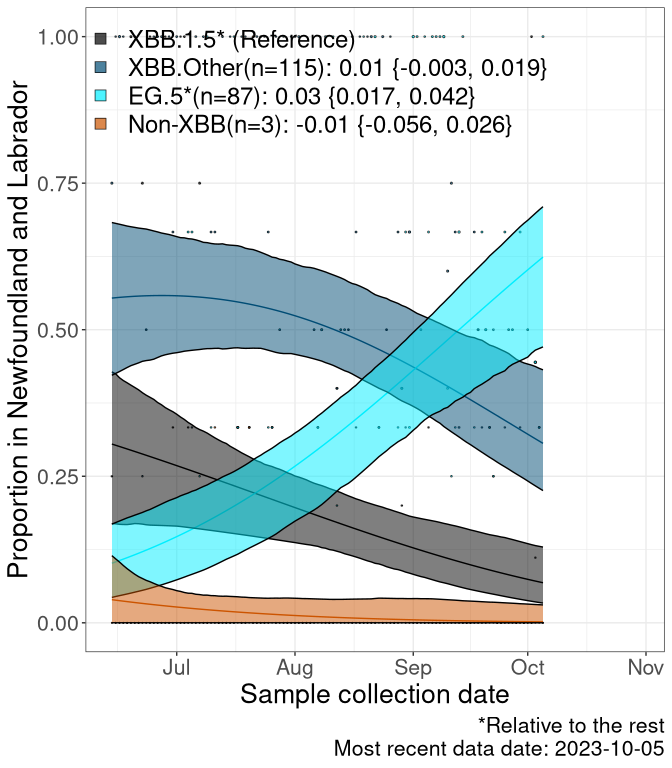 1.00
0.75
0.50
0.25
0.00
Proportion in Newfoundland and Labrador
XBB.1.5* (Reference)
XBB.Other(n=115): 0.01 {-0.003, 0.019}
EG.5*(n=87): 0.03 {0.017, 0.042}
Non-XBB(n=3): -0.01 {-0.056, 0.026}
Jul Aug Sep Oct Nov
Sample collection date
*Relative to the rest
Most recent data date: 2023-10-05